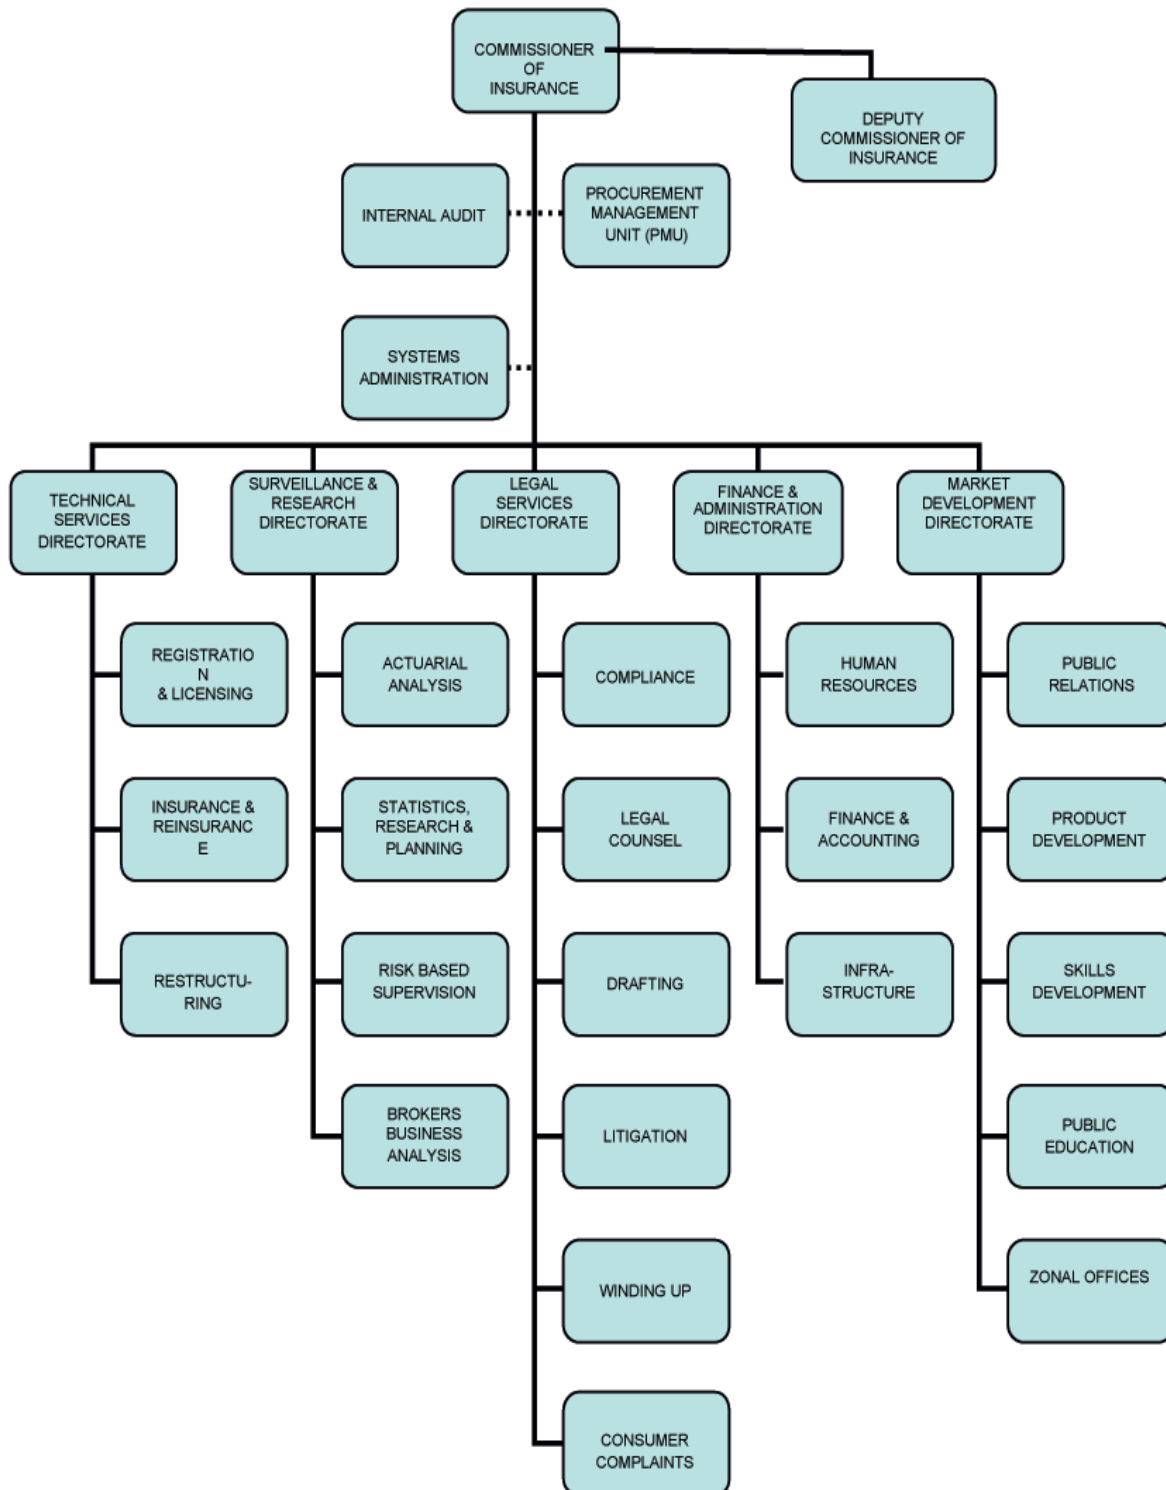 COMMISSIONER
OF
INSURANCE
DEPUTY
COMMISSIONER OF
INSURANCE
INTERNAL AUDIT
PROCUREMENT
MANAGEMENT
UNIT (PMU)
SYSTEMS
ADMINISTRATION
TECHNICAL
SERVICES
DIRECTORATE
SURVEILLANCE &
RESEARCH
DIRECTORATE
LEGAL
SERVICES
DIRECTORATE
FINANCE &
ADMINISTRATION
DIRECTORATE
MARKET
DEVELOPMENT
DIRECTORATE
REGISTRATIO
N
& LICENSING
ACTUARIAL
ANALYSIS
COMPLIANCE
HUMAN
RESOURCES
PUBLIC
RELATIONS
INSURANCE &
REINSURANC
E
STATISTICS,
RESEARCH &
PLANNING
LEGAL
COUNSEL
FINANCE &
ACCOUNTING
PRODUCT
DEVELOPMENT
RESTRUCTU-
RING
RISK BASED
SUPERVISION
DRAFTING
INFRA-
STRUCTURE
SKILLS
DEVELOPMENT
BROKERS
BUSINESS
ANALYSIS
LITIGATION
PUBLIC
EDUCATION
WINDING UP
ZONAL OFFICES
CONSUMER
COMPLAINTS